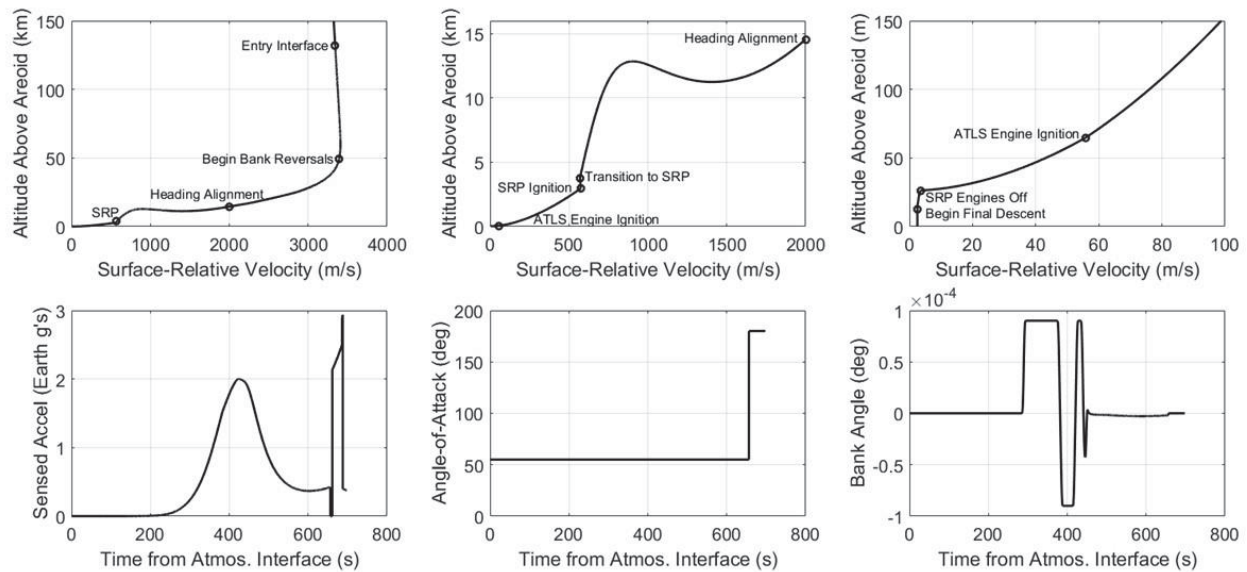 150
100
50
0
Altitude Above Areoid (km)
Entry Interface
Begin Bank Reversals
Heading Alignment
SRP
0
1000
2000
3000
4000
Surface-Relative Velocity (m/s)
15
10
5
0
Altitude Above Areoid (km)
Heading Alignment
Transition to SRP
SRP Ignition
ATLS Engine Ignition
0
500
1000
1500
2000
Surface-Relative Velocity (m/s)
150
100
50
0
Altitude Above Areoid (m)
ATLS Engine Ignition
SRP Engines Off
Begin Final Descent
0
20
40
60
80
100
Surface-Relative Velocity (m/s)
3
2
1
0
Sensed Accel (Earth g's)
0
200
400
600
800
Time from Atmos. Interface (s)
200
150
100
50
0
Angle-of-Attack (deg)
0
200
400
600
800
Time from Atmos. Interface (s)
×10⁻⁴
1
0.5
0
-0.5
-1
Bank Angle (deg)
0
200
400
600
800
Time from Atmos. Interface (s)